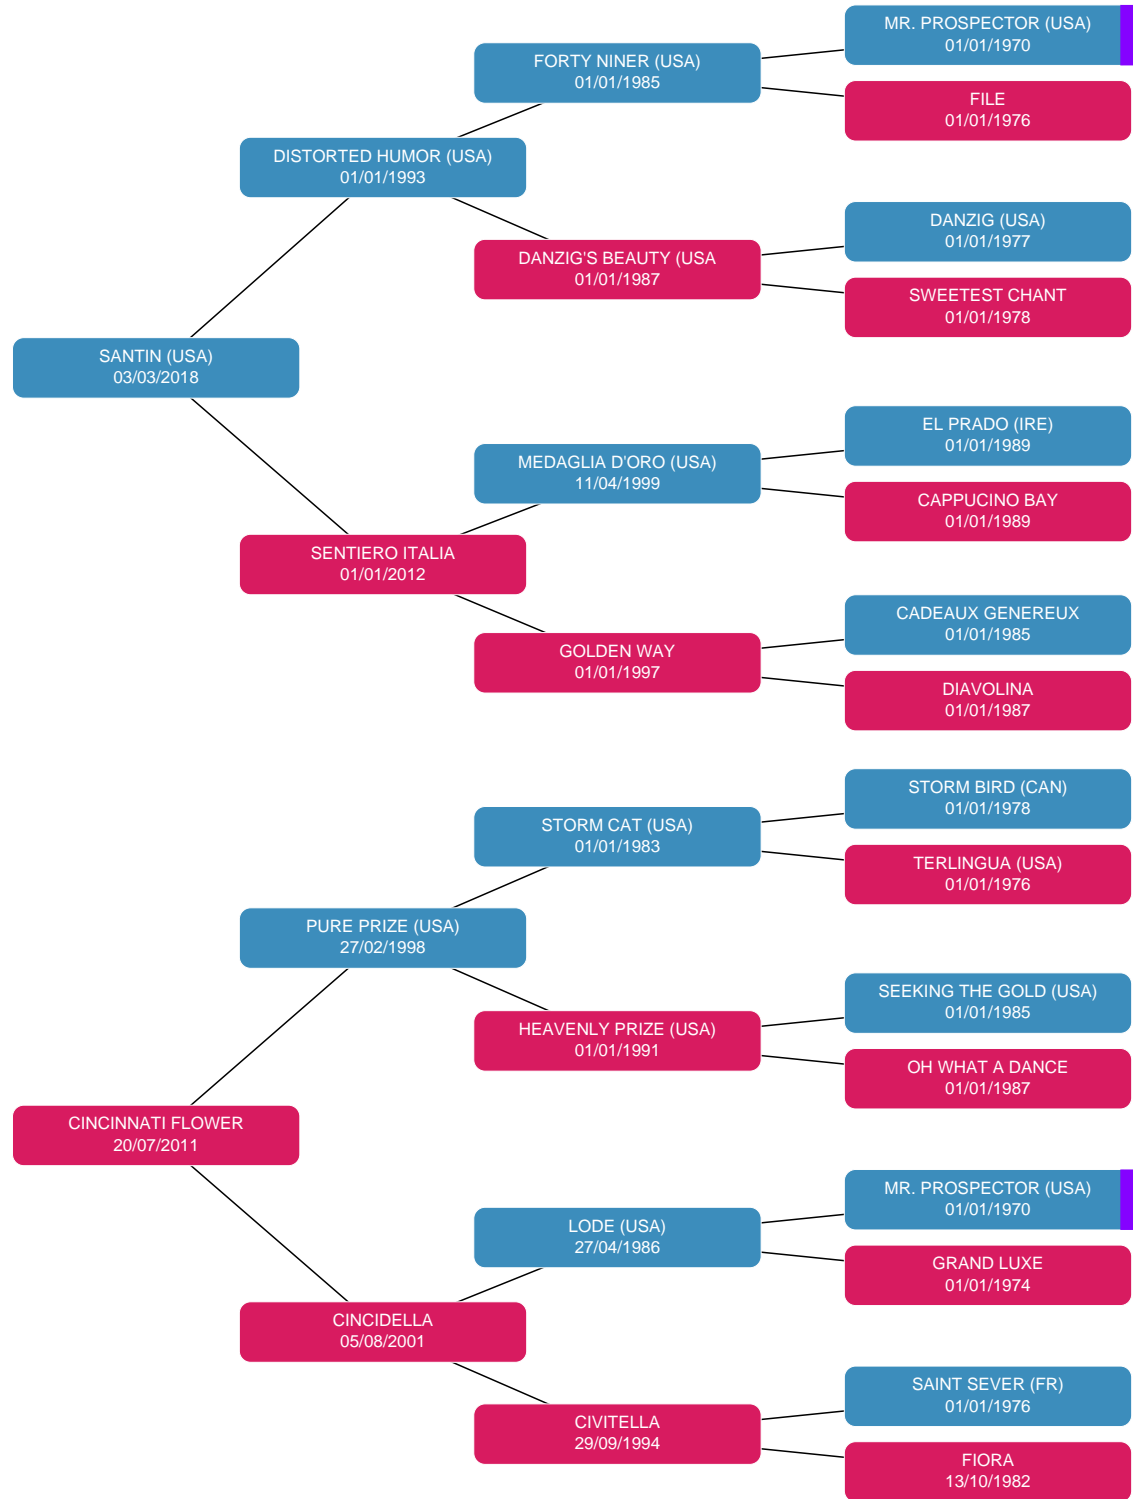 MR. PROSPECTOR (USA)
01/01/1970
FORTY NINER (USA)
01/01/1985
FILE
01/01/1976
DISTORTED HUMOR (USA)
01/01/1993
DANZIG (USA)
01/01/1977
DANZIG'S BEAUTY (USA
01/01/1987
SWEETEST CHANT
01/01/1978
SANTIN (USA)
03/03/2018
EL PRADO (IRE)
01/01/1989
MEDAGLIA D'ORO (USA)
11/04/1999
CAPPUCINO BAY
01/01/1989
SENTIERO ITALIA
01/01/2012
CADEAUX GENEREUX
01/01/1985
GOLDEN WAY
01/01/1997
DIAVOLINA
01/01/1987
STORM BIRD (CAN)
01/01/1978
STORM CAT (USA)
01/01/1983
TERLINGUA (USA)
01/01/1976
PURE PRIZE (USA)
27/02/1998
SEEKING THE GOLD (USA)
01/01/1985
HEAVENLY PRIZE (USA)
01/01/1991
OH WHAT A DANCE
01/01/1987
CINCINNATI FLOWER
20/07/2011
MR. PROSPECTOR (USA)
01/01/1970
LODE (USA)
27/04/1986
GRAND LUXE
01/01/1974
CINCIDELLA
05/08/2001
SAINT SEVER (FR)
01/01/1976
CIVITELLA
29/09/1994
FIORA
13/10/1982